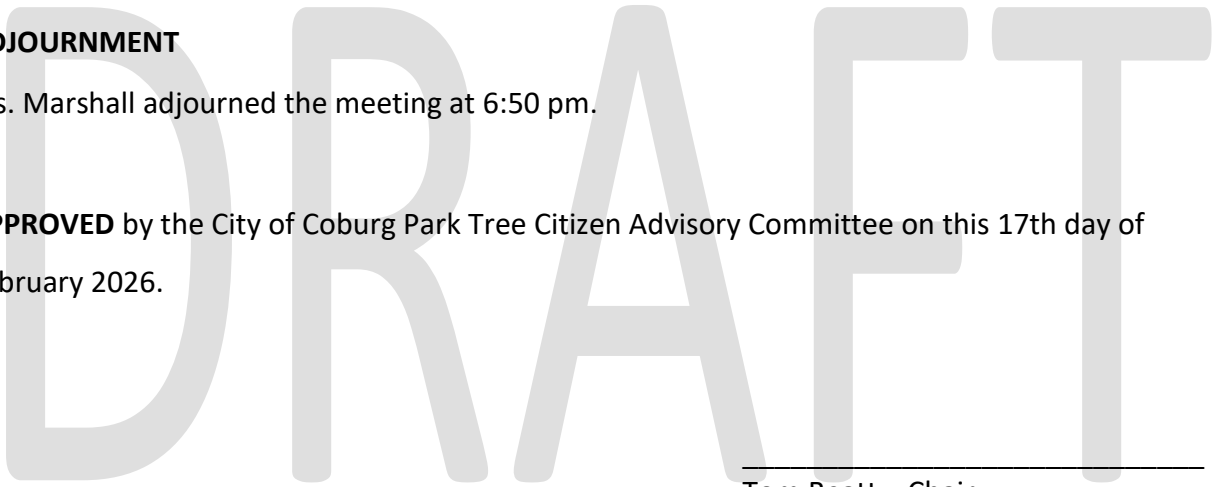 DJOURNMENT
s. Marshall adjourned the meeting at 6:50 pm.
PPROVED by the City of Coburg Park Tree Citizen Advisory Committee on this 17th day of
bruary 2026.
DRAFT